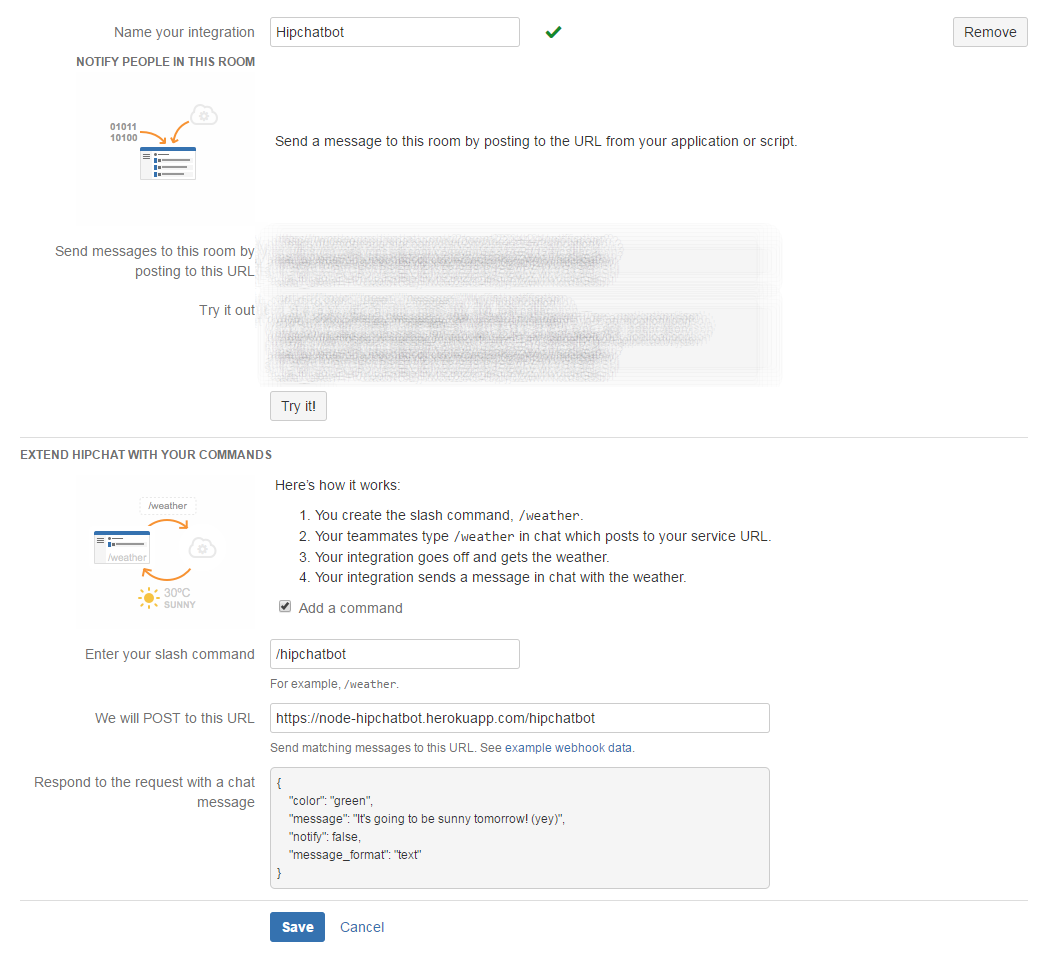 Name your integration
Hipchatbot
Remove
NOTIFY PEOPLE IN THIS ROOM
01011
10100
Send a message to this room by posting to the URL from your application or script.
Send messages to this room by
posting to this URL
Try it out
Try it!
EXTEND HIPCHAT WITH YOUR COMMANDS
/weather
/weather
30ºC
SUNNY
Here's how it works:
1. You create the slash command, /weather.
2. Your teammates type /weather in chat which posts to your service URL.
3. Your integration goes off and gets the weather.
4. Your integration sends a message in chat with the weather.
Add a command
Enter your slash command
/hipchatbot
For example, /weather.
We will POST to this URL
https://node-hipchatbot.herokuapp.com/hipchatbot
Send matching messages to this URL. See example webhook data.
Respond to the request with a chat
message
{
"color": "green",
"message": "It's going to be sunny tomorrow! (yey)",
"notify": false,
"message_format": "text"
}
Save
Cancel